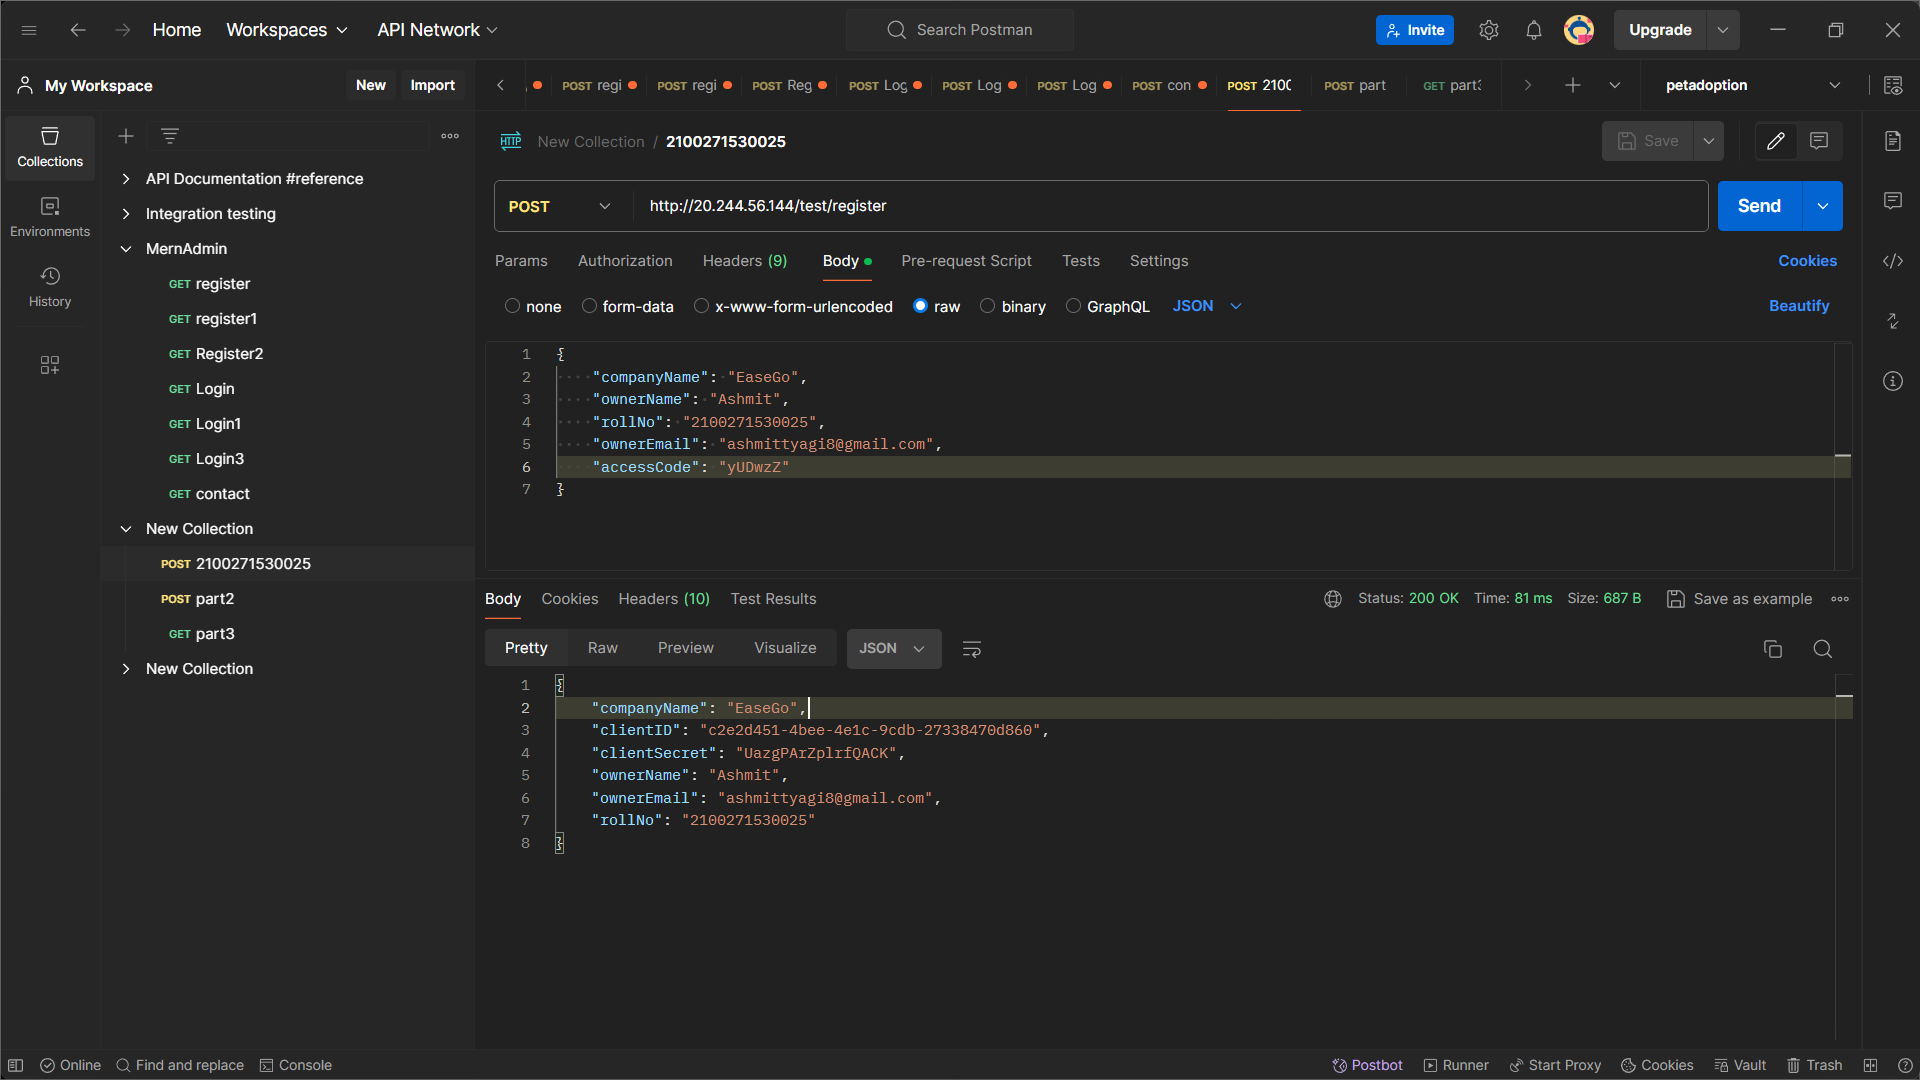 Home
Workspaces
API Network
Search Postman
Invite
Upgrade
My Workspace
New
Import
POST regi
POST regi
POST Reg
POST Log
POST Log
POST Log
POST con
POST 2100
POST part
GET part3
petadoption
Collections
Environments
History
API Documentation #reference
Integration testing
MernAdmin
GET register
GET register1
GET Register2
GET Login
GET Login1
GET Login3
GET contact
New Collection
POST 2100271530025
POST part2
GET part3
New Collection
HTTP New Collection / 2100271530025
Save
POST http://20.244.56.144/test/register
Send
Params Authorization Headers (9) Body Pre-request Script Tests Settings Cookies
none form-data x-www-form-urlencoded raw binary GraphQL JSON Beautify
1 {
2 "companyName": "EaseGo",
3 "ownerName": "Ashmit",
4 "rollNo": "2100271530025",
5 "ownerEmail": "ashmittyagi8@gmail.com",
6 "accessCode": "yUDwzZ"
7 }
Body Cookies Headers (10) Test Results Status: 200 OK Time: 81 ms Size: 687 B Save as example
Pretty Raw Preview Visualize JSON
1 {
2 "companyName": "EaseGo",
3 "clientID": "c2e2d451-4bee-4e1c-9cdb-27338470d860",
4 "clientSecret": "UazgPArZplrfQACK",
5 "ownerName": "Ashmit",
6 "ownerEmail": "ashmittyagi8@gmail.com",
7 "rollNo": "2100271530025"
8 }
Online Find and replace Console Postbot Runner Start Proxy Cookies Vault Trash